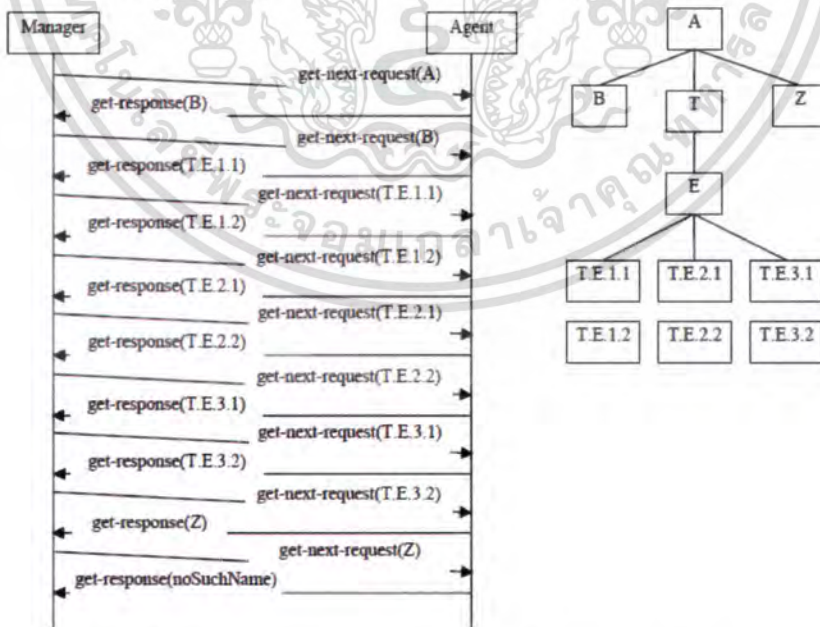 Manager
Agent
get-next-request(A)
get-response(B)
get-next-request(B)
get-response(T.E.1.1)
get-next-request(T.E.1.1)
get-response(T.E.1.2)
get-next-request(T.E.1.2)
get-response(T.E.2.1)
get-next-request(T.E.2.1)
get-response(T.E.2.2)
get-next-request(T.E.2.2)
get-response(T.E.3.1)
get-next-request(T.E.3.1)
get-response(T.E.3.2)
get-next-request(T.E.3.2)
get-response(Z)
get-next-request(Z)
get-response(noSuchName)
A
B
T
Z
E
T.E.1.1
T.E.2.1
T.E.3.1
T.E.1.2
T.E.2.2
T.E.3.2